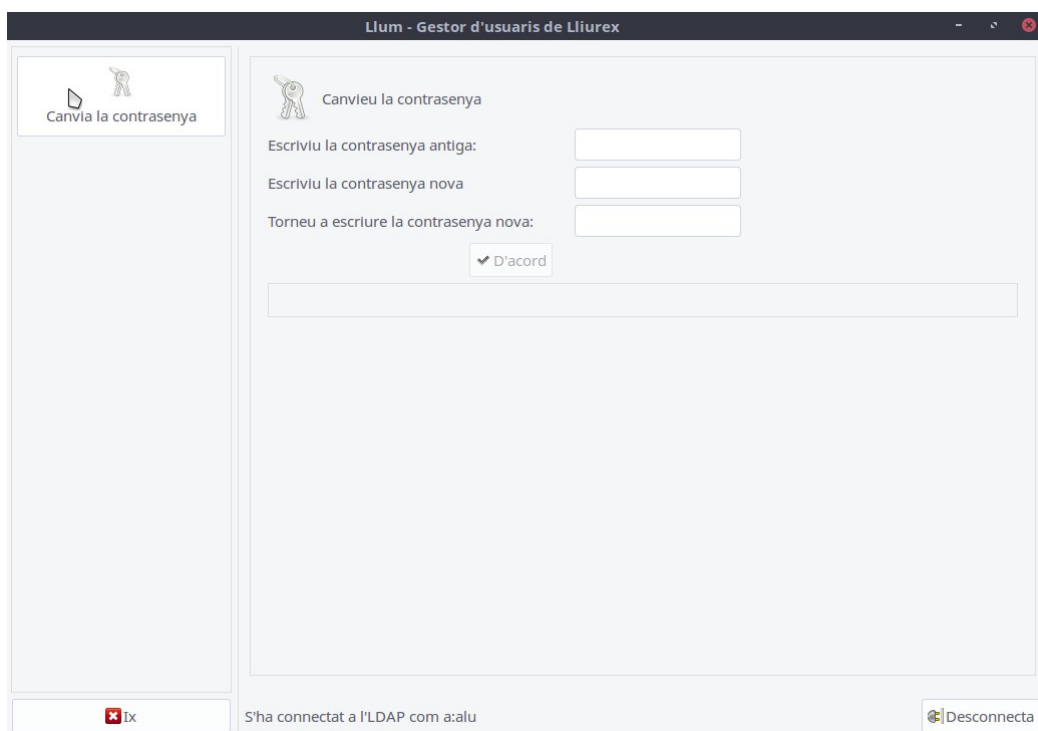 Llum - Gestor d'usuaris de Lliurex
Canvia la contrasenya
Canvieu la contrasenya
Escriviu la contrasenya antiga:
Escriviu la contrasenya nova
Torneu a escriure la contrasenya nova:
D'acord
Ix
S'ha connectat a l'LDAP com a:alu
Desconnecta